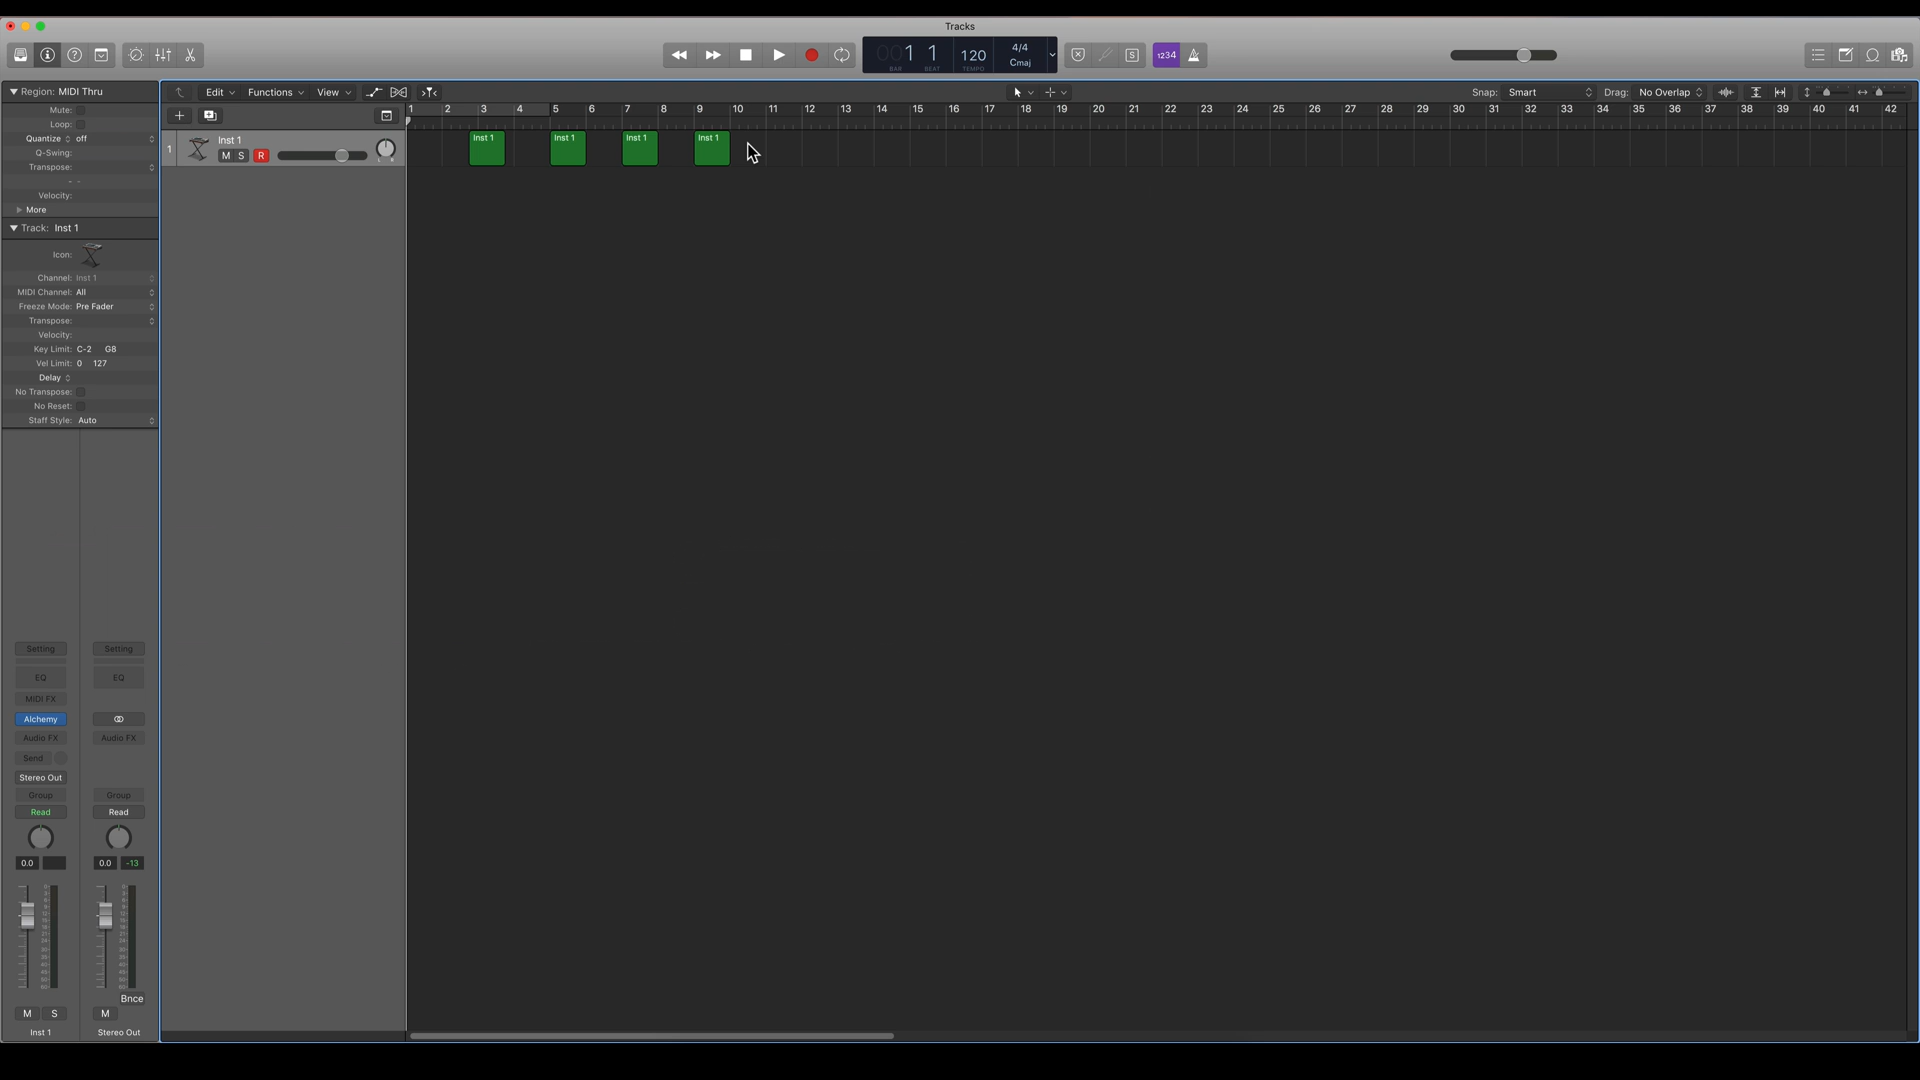 Tracks
001 1
BAR BEAT
120
TEMPO
4/4
Cmaj
S
1234
Region: MIDI Thru
Mute:
Loop:
Quantize off
Q-Swing:
Transpose:
- -
Velocity:
More
Track: Inst 1
Icon:
Channel: Inst 1
MIDI Channel: All
Freeze Mode: Pre Fader
Transpose:
Velocity:
Key Limit: C-2 G8
Vel Limit: 0 127
Delay
No Transpose:
No Reset:
Staff Style: Auto
Edit Functions View
Snap: Smart Drag: No Overlap
1 2 3 4 5 6 7 8 9 10 11 12 13 14 15 16 17 18 19 20 21 22 23 24 25 26 27 28 29 30 31 32 33 34 35 36 37 38 39 40 41 42
1 Inst 1
M S R
Inst 1 Inst 1 Inst 1 Inst 1
Setting Setting
EQ EQ
MIDI FX
Alchemy
Audio FX Audio FX
Send
Stereo Out
Group Group
Read Read
0.0 0.0 -13
Bnce
M S M
Inst 1 Stereo Out